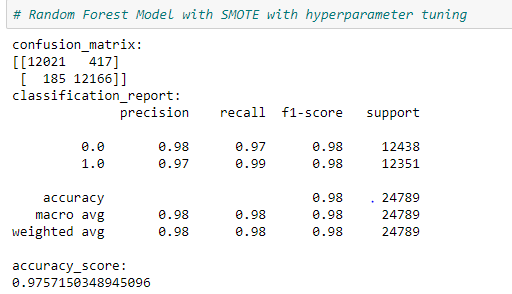 # Random Forest Model with SMOTE with hyperparameter tuning
confusion_matrix:
[[12021   417]
 [  185 12166]]
classification_report:
              precision    recall  f1-score   support

         0.0       0.98      0.97      0.98     12438
         1.0       0.97      0.99      0.98     12351

    accuracy                           0.98   . 24789
   macro avg       0.98      0.98      0.98     24789
weighted avg       0.98      0.98      0.98     24789

accuracy_score:
0.9757150348945096